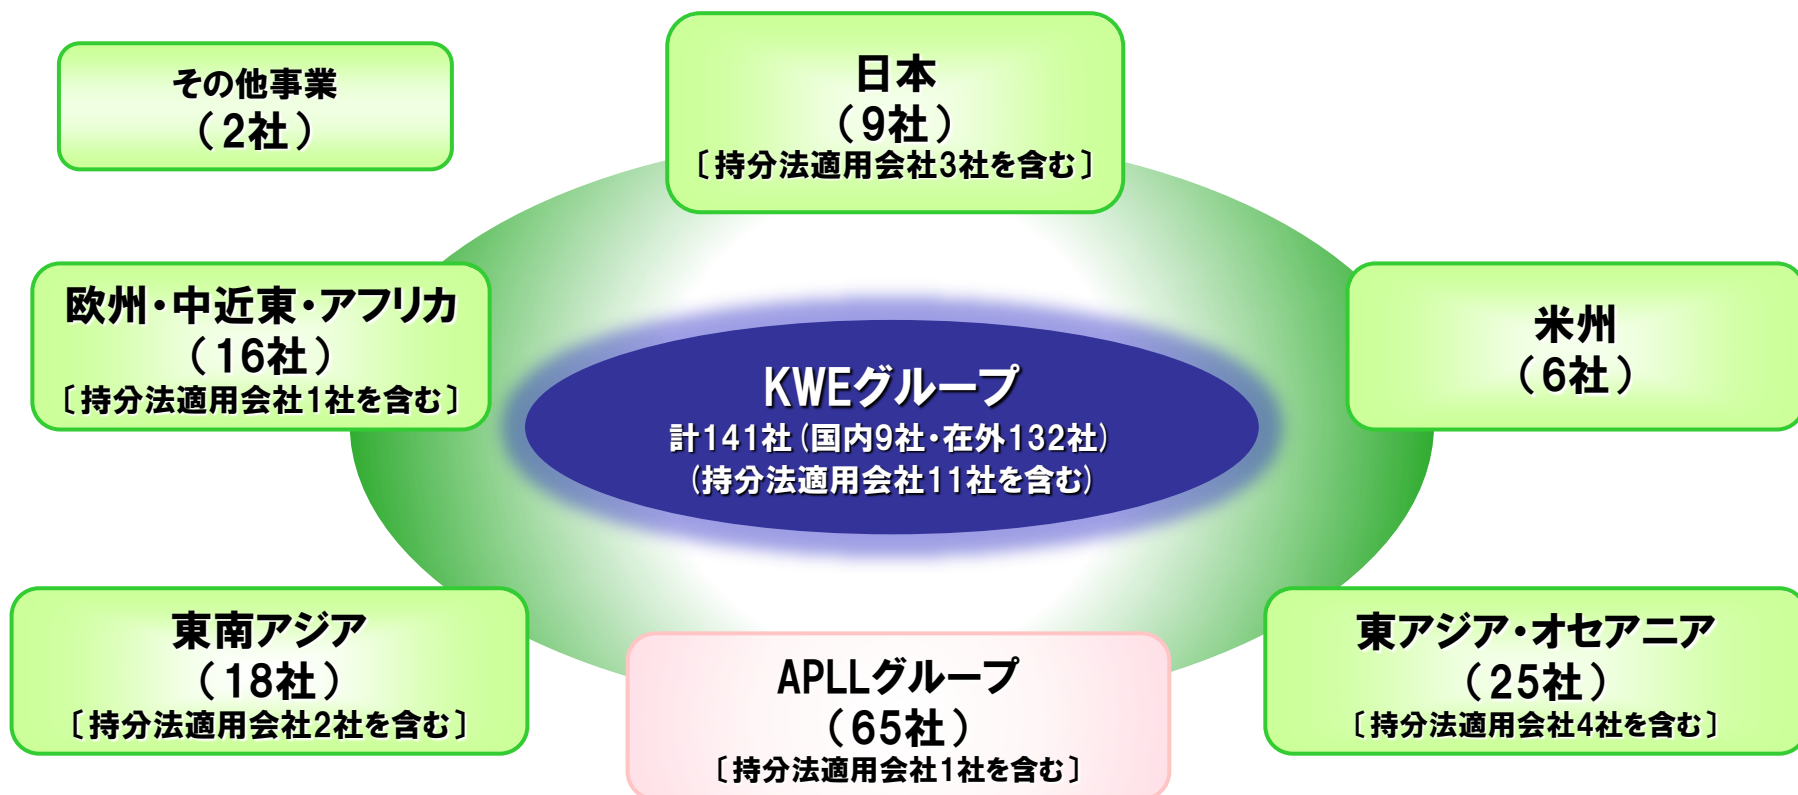 その他事業
（2社）
日本
（9社）
〔持分法適用会社3社を含む〕
欧州・中近東・アフリカ
（16社）
〔持分法適用会社1社を含む〕
米州
（6社）
KWEグループ
計141社(国内9社・在外132社)
(持分法適用会社11社を含む)
東南アジア
（18社）
〔持分法適用会社2社を含む〕
APLLグループ
（65社）
〔持分法適用会社1社を含む〕
東アジア・オセアニア
（25社）
〔持分法適用会社4社を含む〕